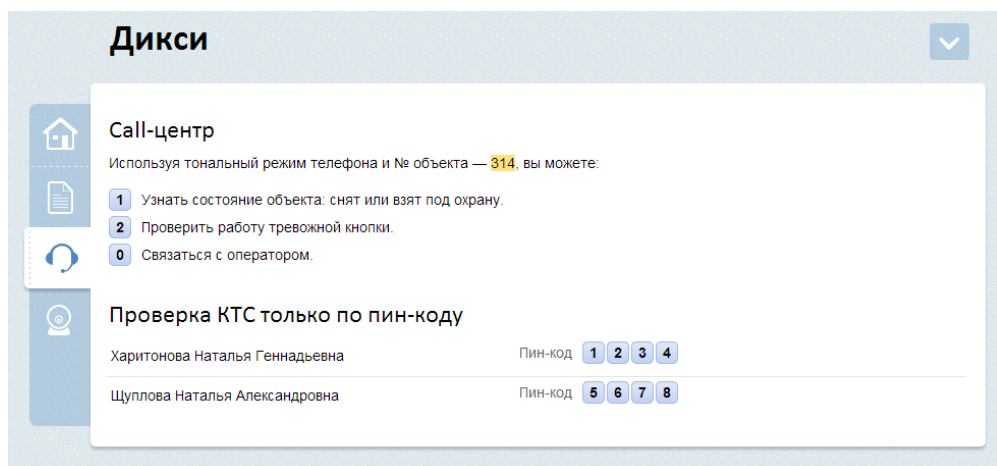 Дикси
Call-центр
Используя тональный режим телефона и № объекта — 314, вы можете:
1 Узнать состояние объекта: снят или взят под охрану.
2 Проверить работу тревожной кнопки.
0 Связаться с оператором.
Проверка КТС только по пин-коду
Харитонова Наталья Геннадьевна Пин-код 1 2 3 4
Щуплова Наталья Александровна Пин-код 5 6 7 8